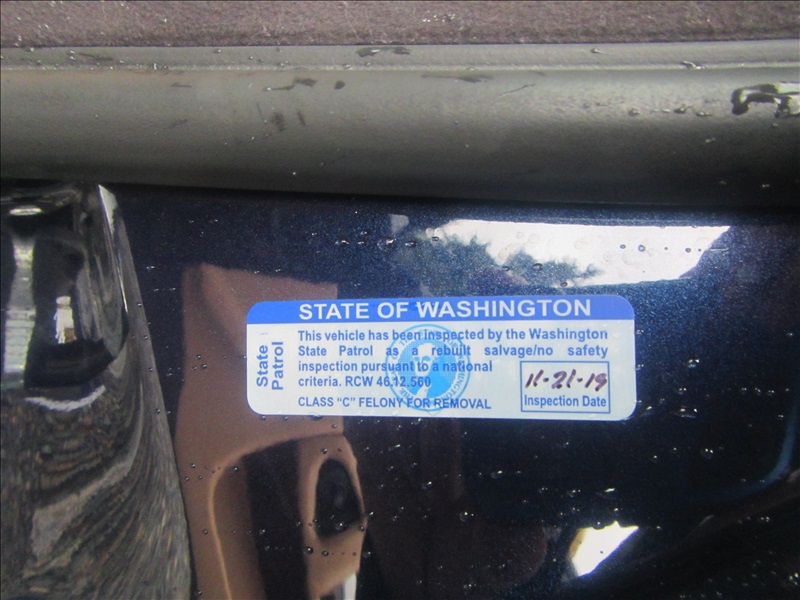 STATE OF WASHINGTON
State
Patrol
This vehicle has been inspected by the Washington
State Patrol as a rebuilt salvage/no safety
inspection pursuant to a national
criteria. RCW 46.12.560
CLASS "C" FELONY FOR REMOVAL
11-21-19
Inspection Date